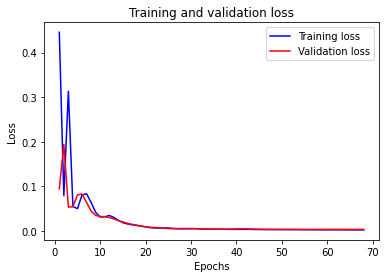 Training and validation loss
Training loss
Validation loss
Loss
0.4
0.3
0.2
0.1
0.0
0 10 20 30 40 50 60 70
Epochs